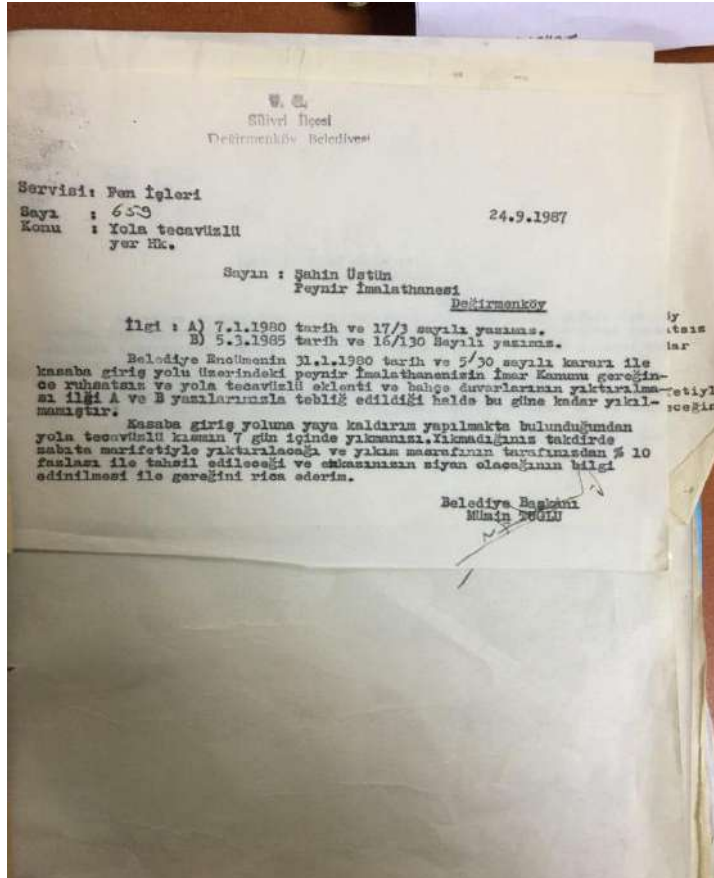 T. C.
Silivri İlçesi
Değirmenköy Belediyesi
Servisi: Fen İşleri
Sayı : 659
Konu : Yola tecavüzlü
yer Hk.
24.9.1987
Sayın : Şahin Üstün
Peynir İmalathanesi
Değirmenköy
İlgi : A) 7.1.1980 tarih ve 17/3 sayılı yazımız.
B) 5.3.1985 tarih ve 16/130 Sayılı yazımız.
Belediye Encümenin 31.1.1980 tarih ve 5/30 sayılı kararı ile
kasaba giriş yolu üzerindeki peynir İmalathanenizin İmar Kanunu gereğin-
ce ruhsatsız ve yola tecavüzlü eklenti ve bahçe duvarlarının yıktırılma-
sı ilği A ve B yazılarımızla tebliğ edildiği halde bu güne kadar yıkıl-
mamıştır.
Kasaba giriş yoluna yaya kaldırım yapılmakta bulunduğundan
yola tecavüzlü kısmın 7 gün içinde yıkmanızı.Yıkmadığınız takdirde
zabıta marifetiyle yıktırılacağı ve yıkım masrafının tarafınızdan % 10
fazlası ile tahsil edileceği ve enkazınızın ziyan olacağının bilgi
edinilmesi ile gereğini rica ederim.
Belediye Başkanı
Mümin TUĞLU